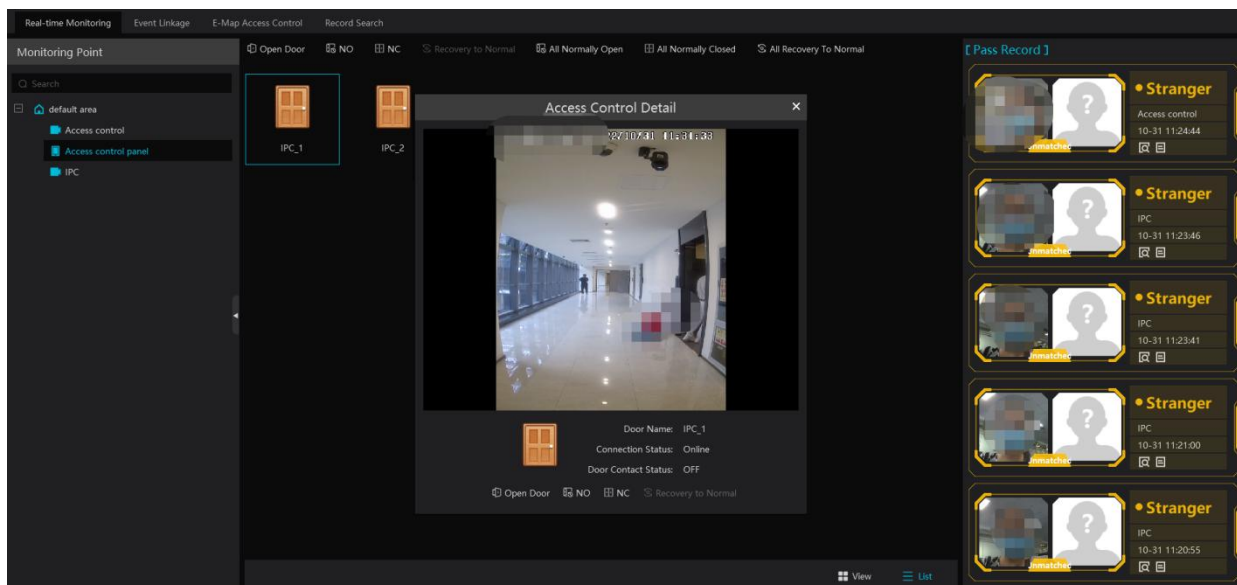 Real-time Monitoring Event Linkage E-Map Access Control Record Search
Monitoring Point
Open Door NO NC Recovery to Normal All Normally Open All Normally Closed All Recovery To Normal
[ Pass Record ]
Search
default area
Access control
Access control panel
IPC
IPC_1
IPC_2
Access Control Detail
Door Name: IPC_1
Connection Status: Online
Door Contact Status: OFF
Open Door NO NC Recovery to Normal
Stranger
Access control
10-31 11:24:44
Unmatched
Stranger
IPC
10-31 11:23:46
Unmatched
Stranger
IPC
10-31 11:23:41
Unmatched
Stranger
IPC
10-31 11:21:00
Unmatched
Stranger
IPC
10-31 11:20:55
Unmatched
View List